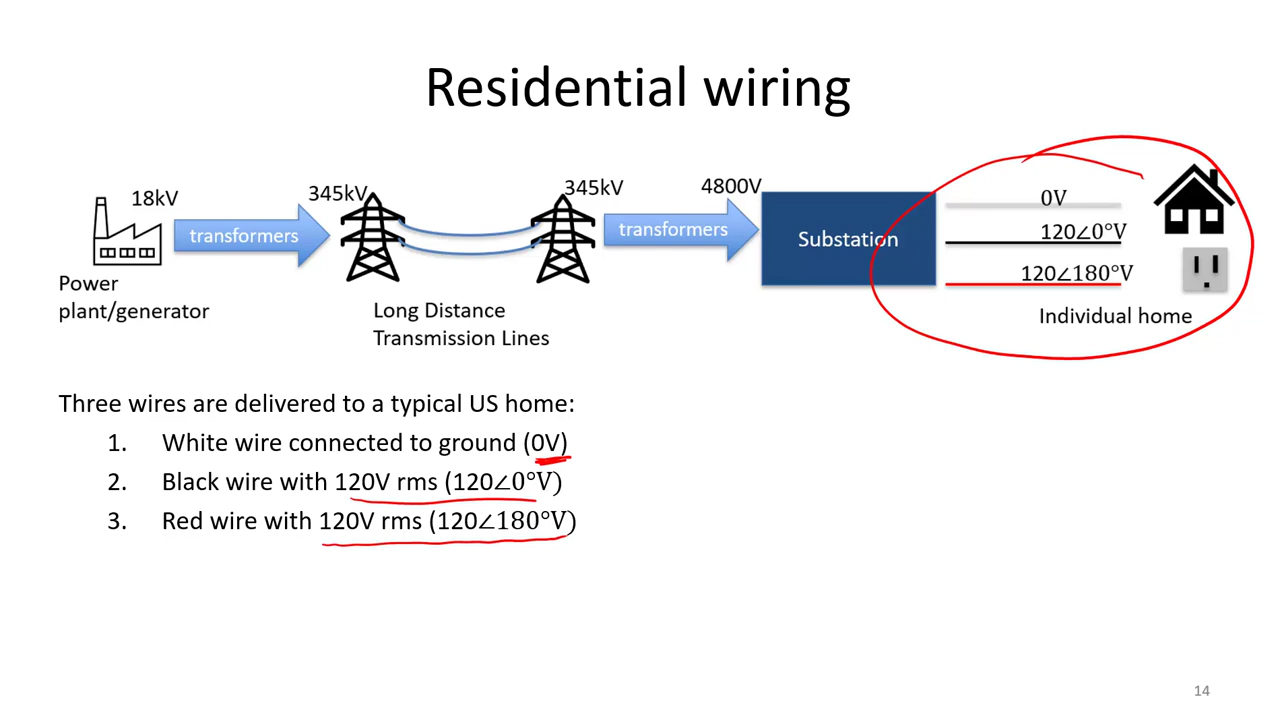 Residential wiring
18kV
345kV
345kV
4800V
transformers
transformers
Substation
0V
120∠0°V
120∠180°V
Power
plant/generator
Long Distance
Transmission Lines
Individual home
Three wires are delivered to a typical US home:
1. White wire connected to ground (0V)
2. Black wire with 120V rms (120∠0°V)
3. Red wire with 120V rms (120∠180°V)
14